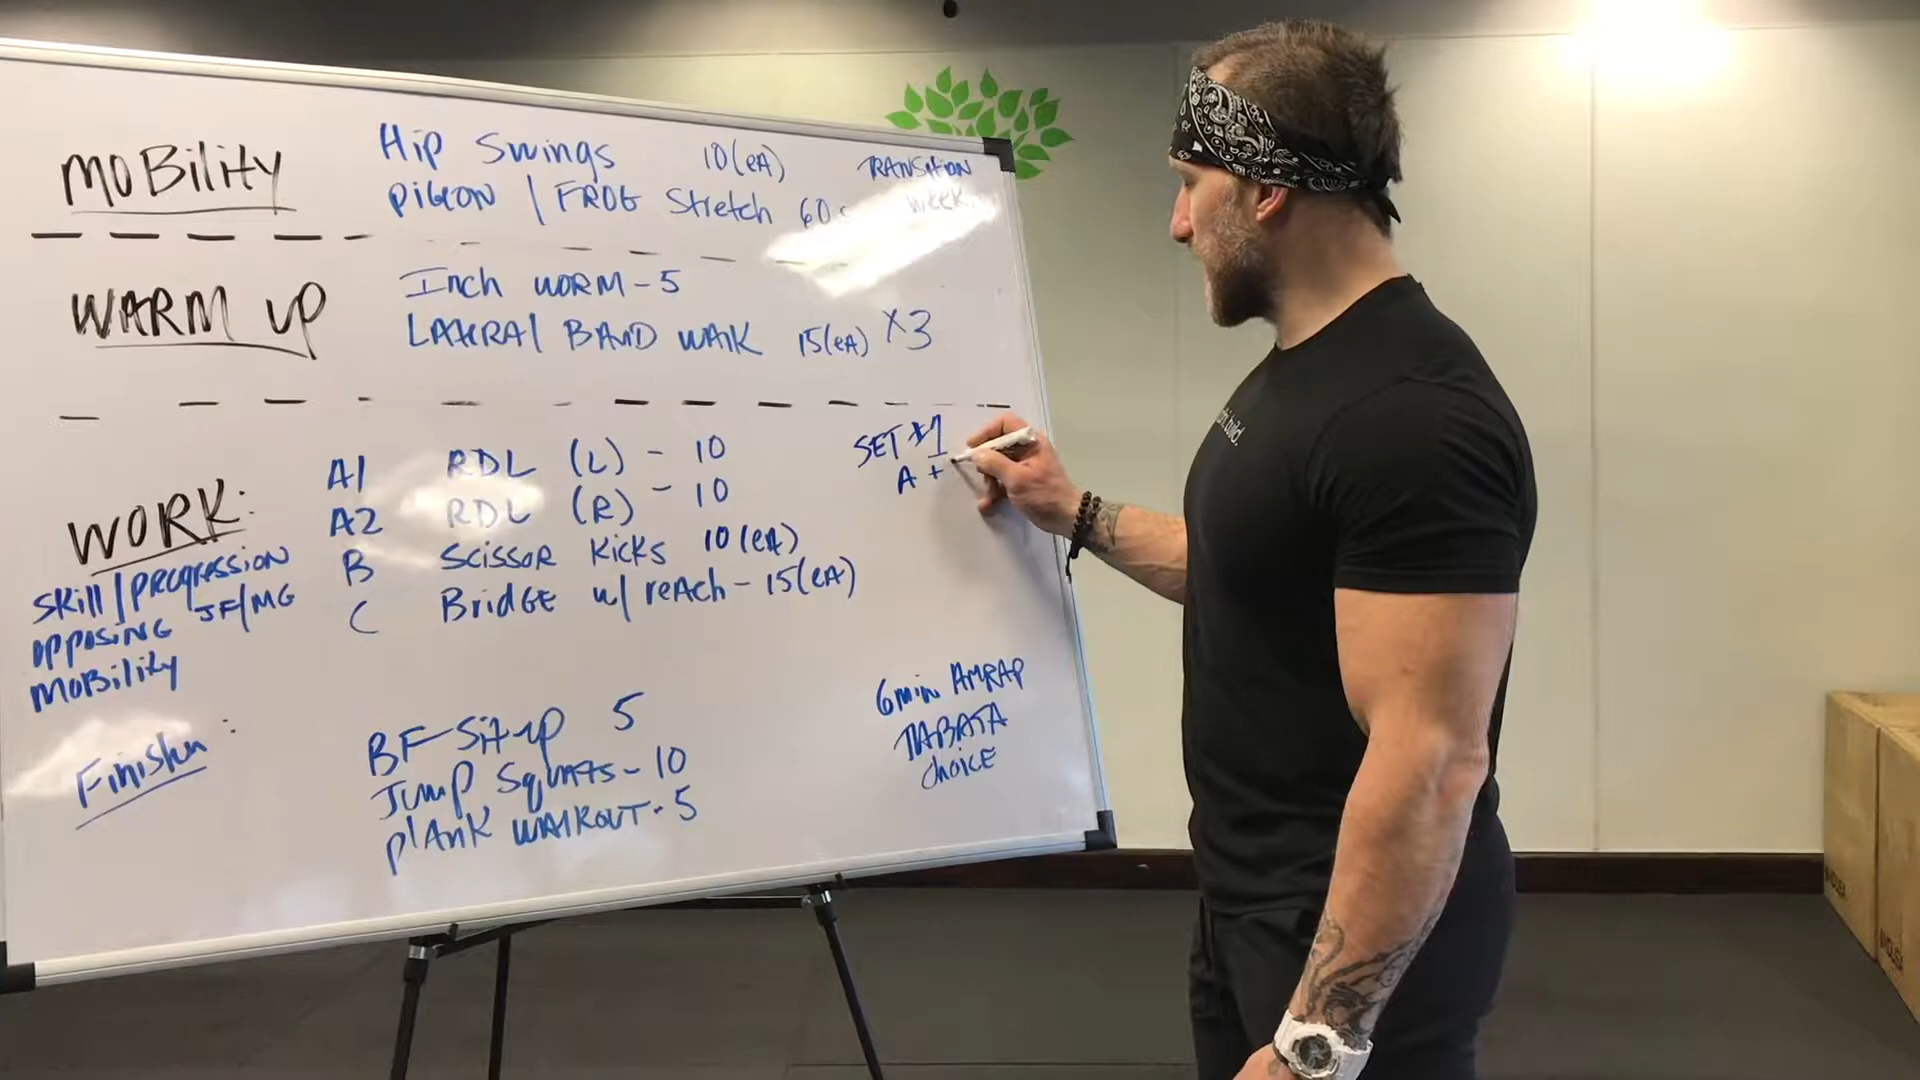 MoBility
Hip Swings 10(eA)
PIGEON / FROG Stretch 60s
TRANSitiON
Week
WARM UP
Inch WORM - 5
LAtERAl BAND WAlK 15(eA) X3
WORK:
Skill/PROgression
opposing JF/MG
MoBility
A1 RDL (L) - 10
A2 RDL (R) - 10
B Scissor Kicks 10(eA)
C BridGE w/ reAch - 15(eA)
SET #1
A +
Finisher:
BF-Sit-up 5
Jump SquAts - 10
plAnK WAlKOUT - 5
6min AMRAP
TABATA
choicE
build.